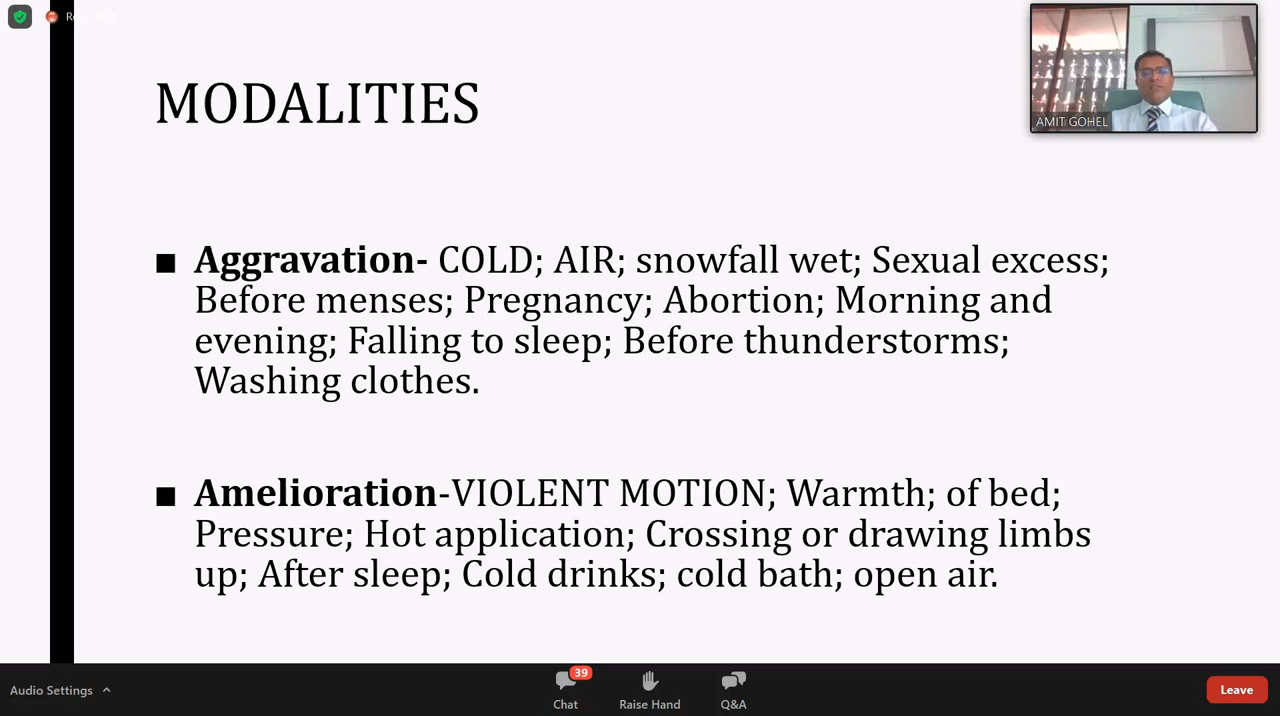 AMIT GOHEL
MODALITIES
■ Aggravation- COLD; AIR; snowfall wet; Sexual excess;
Before menses; Pregnancy; Abortion; Morning and
evening; Falling to sleep; Before thunderstorms;
Washing clothes.
■ Amelioration-VIOLENT MOTION; Warmth; of bed;
Pressure; Hot application; Crossing or drawing limbs
up; After sleep; Cold drinks; cold bath; open air.
39
Audio Settings
Chat
Raise Hand
Q&A
Leave